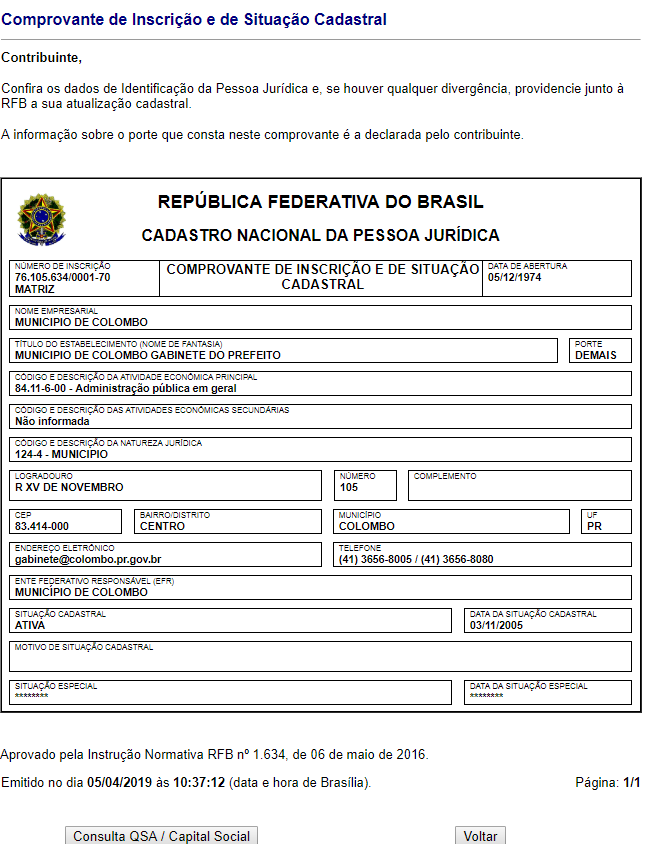 Comprovante de Inscrição e de Situação Cadastral
Contribuinte,
Confira os dados de Identificação da Pessoa Jurídica e, se houver qualquer divergência, providencie junto à
RFB a sua atualização cadastral.
A informação sobre o porte que consta neste comprovante é a declarada pelo contribuinte.
REPÚBLICA FEDERATIVA DO BRASIL
CADASTRO NACIONAL DA PESSOA JURÍDICA
NÚMERO DE INSCRIÇÃO
76.105.634/0001-70
MATRIZ
COMPROVANTE DE INSCRIÇÃO E DE SITUAÇÃO
CADASTRAL
DATA DE ABERTURA
05/12/1974
NOME EMPRESARIAL
MUNICIPIO DE COLOMBO
TÍTULO DO ESTABELECIMENTO (NOME DE FANTASIA)
MUNICIPIO DE COLOMBO GABINETE DO PREFEITO
PORTE
DEMAIS
CÓDIGO E DESCRIÇÃO DA ATIVIDADE ECONÔMICA PRINCIPAL
84.11-6-00 - Administração pública em geral
CÓDIGO E DESCRIÇÃO DAS ATIVIDADES ECONÔMICAS SECUNDÁRIAS
Não informada
CÓDIGO E DESCRIÇÃO DA NATUREZA JURÍDICA
124-4 - MUNICIPIO
LOGRADOURO
R XV DE NOVEMBRO
NÚMERO
105
COMPLEMENTO
CEP
83.414-000
BAIRRO/DISTRITO
CENTRO
MUNICÍPIO
COLOMBO
UF
PR
ENDEREÇO ELETRÔNICO
gabinete@colombo.pr.gov.br
TELEFONE
(41) 3656-8005 / (41) 3656-8080
ENTE FEDERATIVO RESPONSÁVEL (EFR)
MUNICÍPIO DE COLOMBO
SITUAÇÃO CADASTRAL
ATIVA
DATA DA SITUAÇÃO CADASTRAL
03/11/2005
MOTIVO DE SITUAÇÃO CADASTRAL
SITUAÇÃO ESPECIAL
********
DATA DA SITUAÇÃO ESPECIAL
********
Aprovado pela Instrução Normativa RFB nº 1.634, de 06 de maio de 2016.
Emitido no dia 05/04/2019 às 10:37:12 (data e hora de Brasília). Página: 1/1
Consulta QSA / Capital Social Voltar